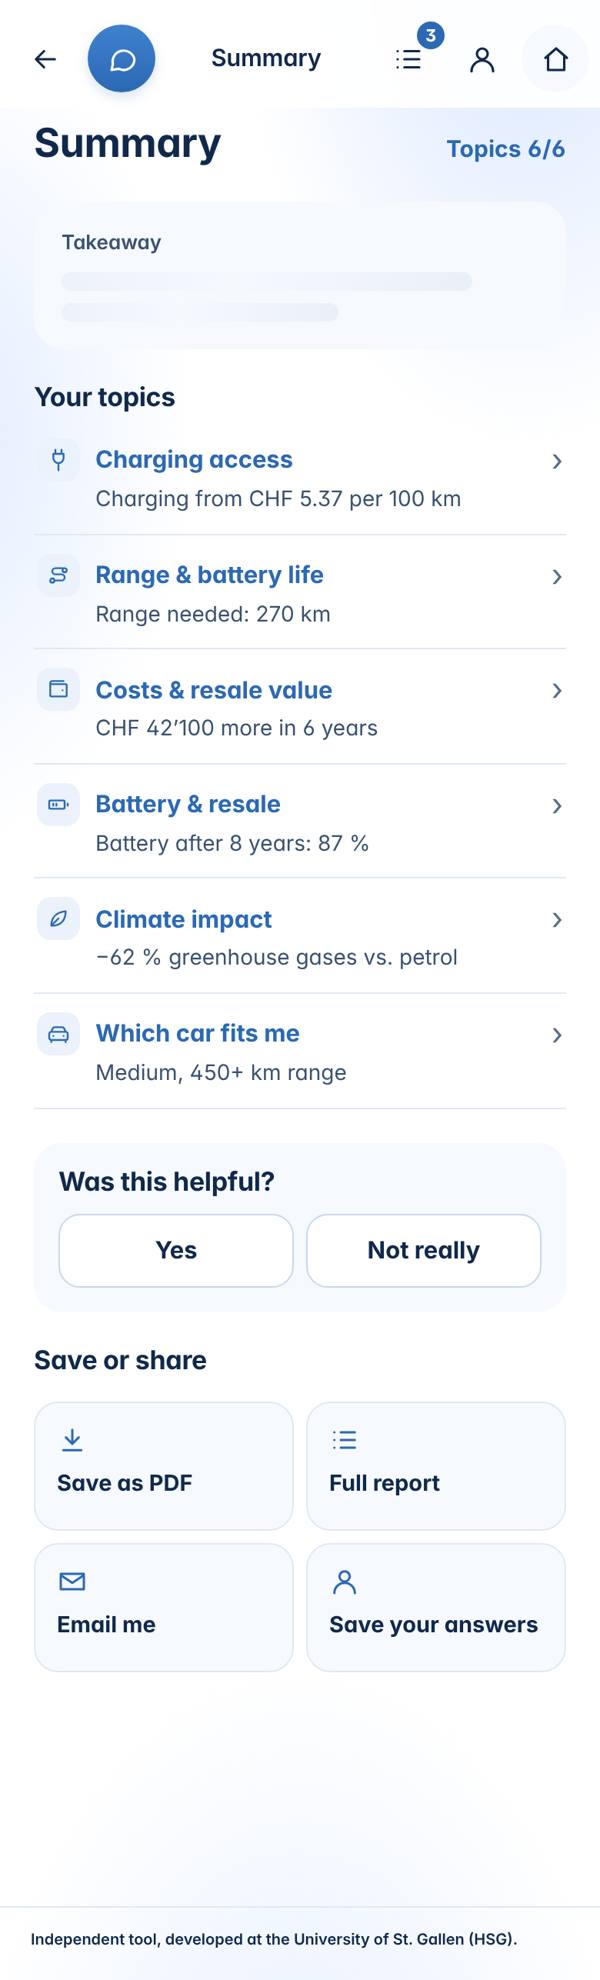 Summary
3
Summary
Topics 6/6
Takeaway
Your topics
Charging access
Charging from CHF 5.37 per 100 km
Range & battery life
Range needed: 270 km
Costs & resale value
CHF 42’100 more in 6 years
Battery & resale
Battery after 8 years: 87 %
Climate impact
−62 % greenhouse gases vs. petrol
Which car fits me
Medium, 450+ km range
Was this helpful?
Yes
Not really
Save or share
Save as PDF
Full report
Email me
Save your answers
Independent tool, developed at the University of St. Gallen (HSG).